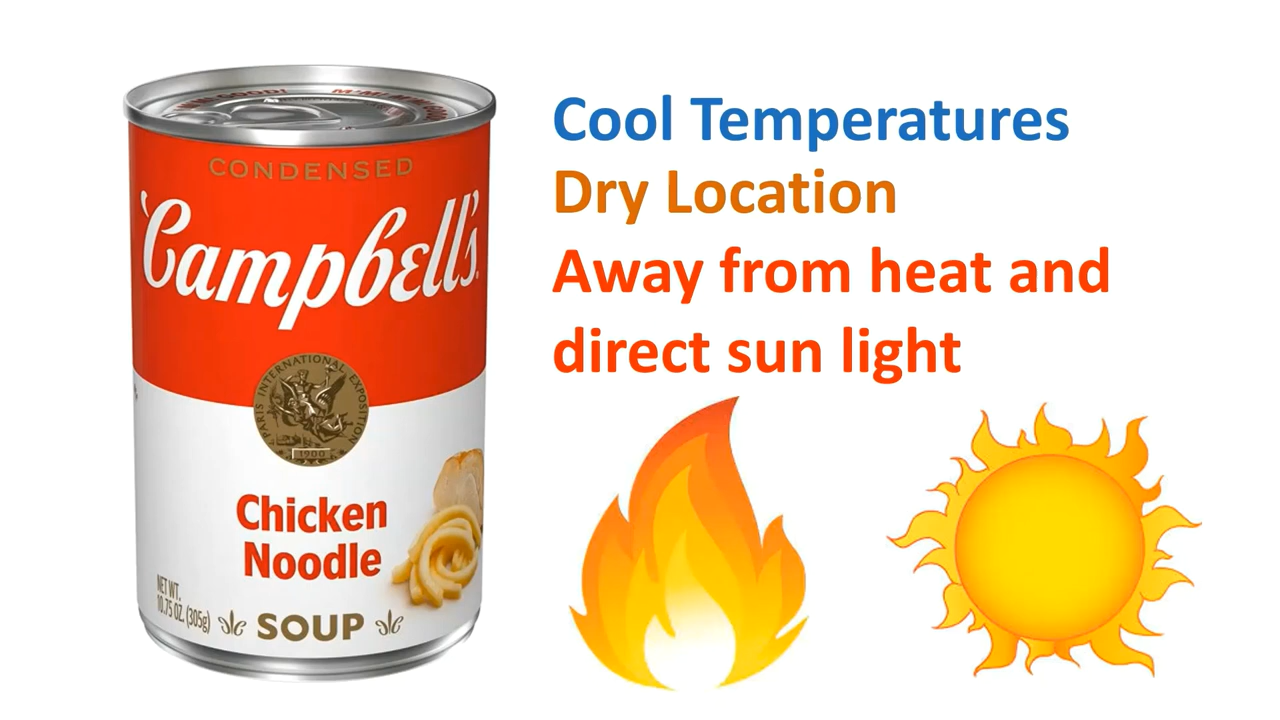 M'M! M'M! GOOD!
CONDENSED
Campbell's
PARIS INTERNATIONAL EXPOSITION
1900
Chicken
Noodle
NET WT.
10.75 OZ. (305g)
SOUP
Cool Temperatures
Dry Location
Away from heat and
direct sun light